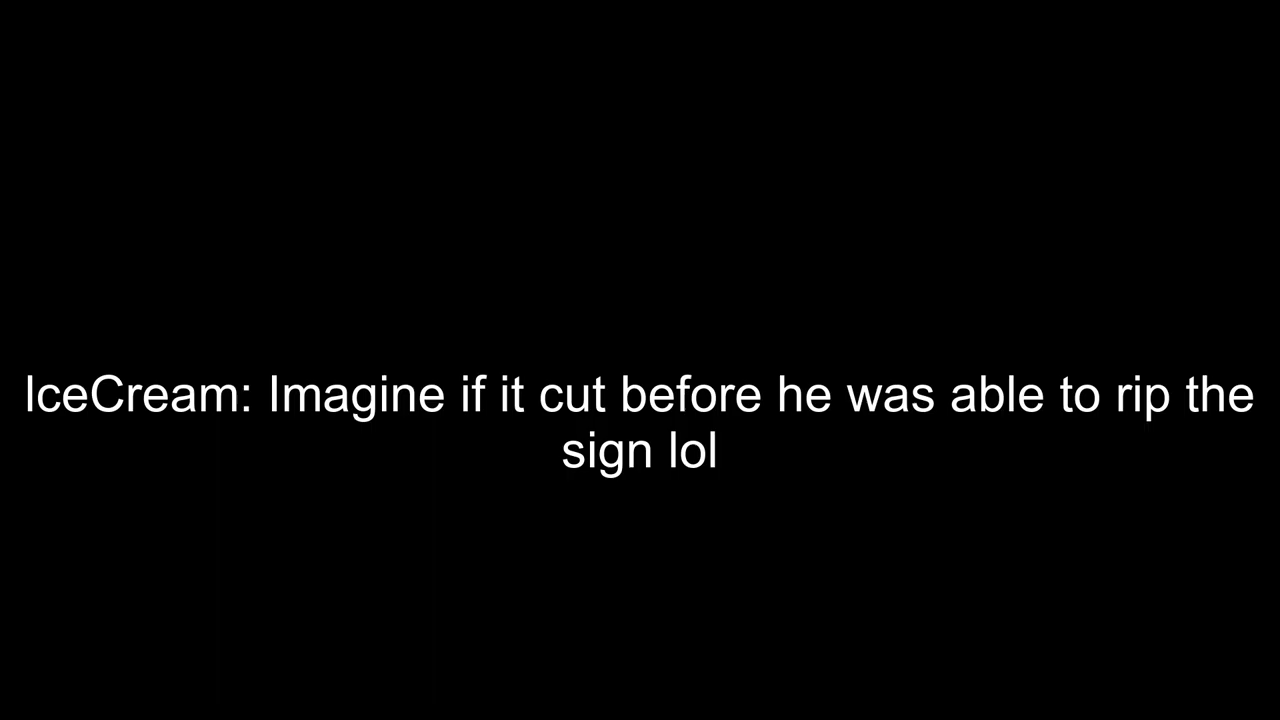 IceCream: Imagine if it cut before he was able to rip the
sign lol